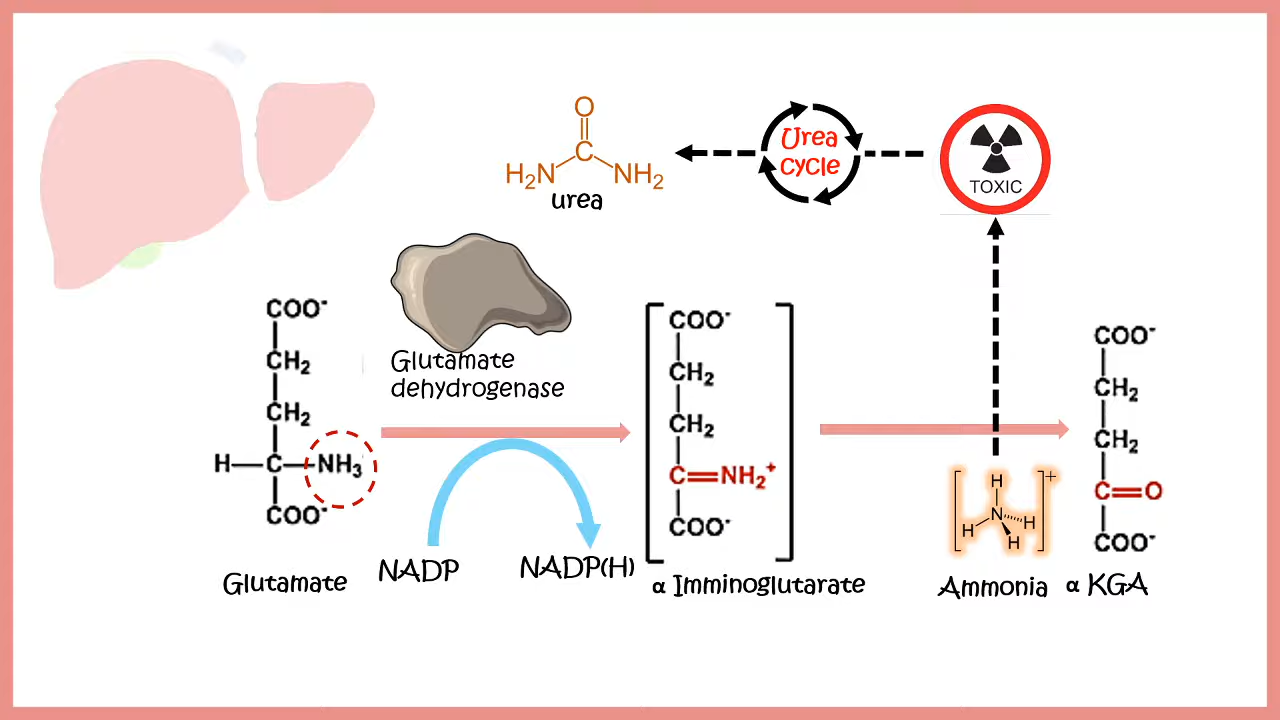 O
C
H₂N NH₂
urea
Urea
cycle
TOXIC
Glutamate
dehydrogenase
COO⁻
CH₂
CH₂
H—C—NH₃
COO⁻
Glutamate
NADP
NADP(H)
COO⁻
CH₂
CH₂
C=NH₂⁺
COO⁻
α Imminoglutarate
H
N
H H
H
+
Ammonia
COO⁻
CH₂
CH₂
C=O
COO⁻
α KGA